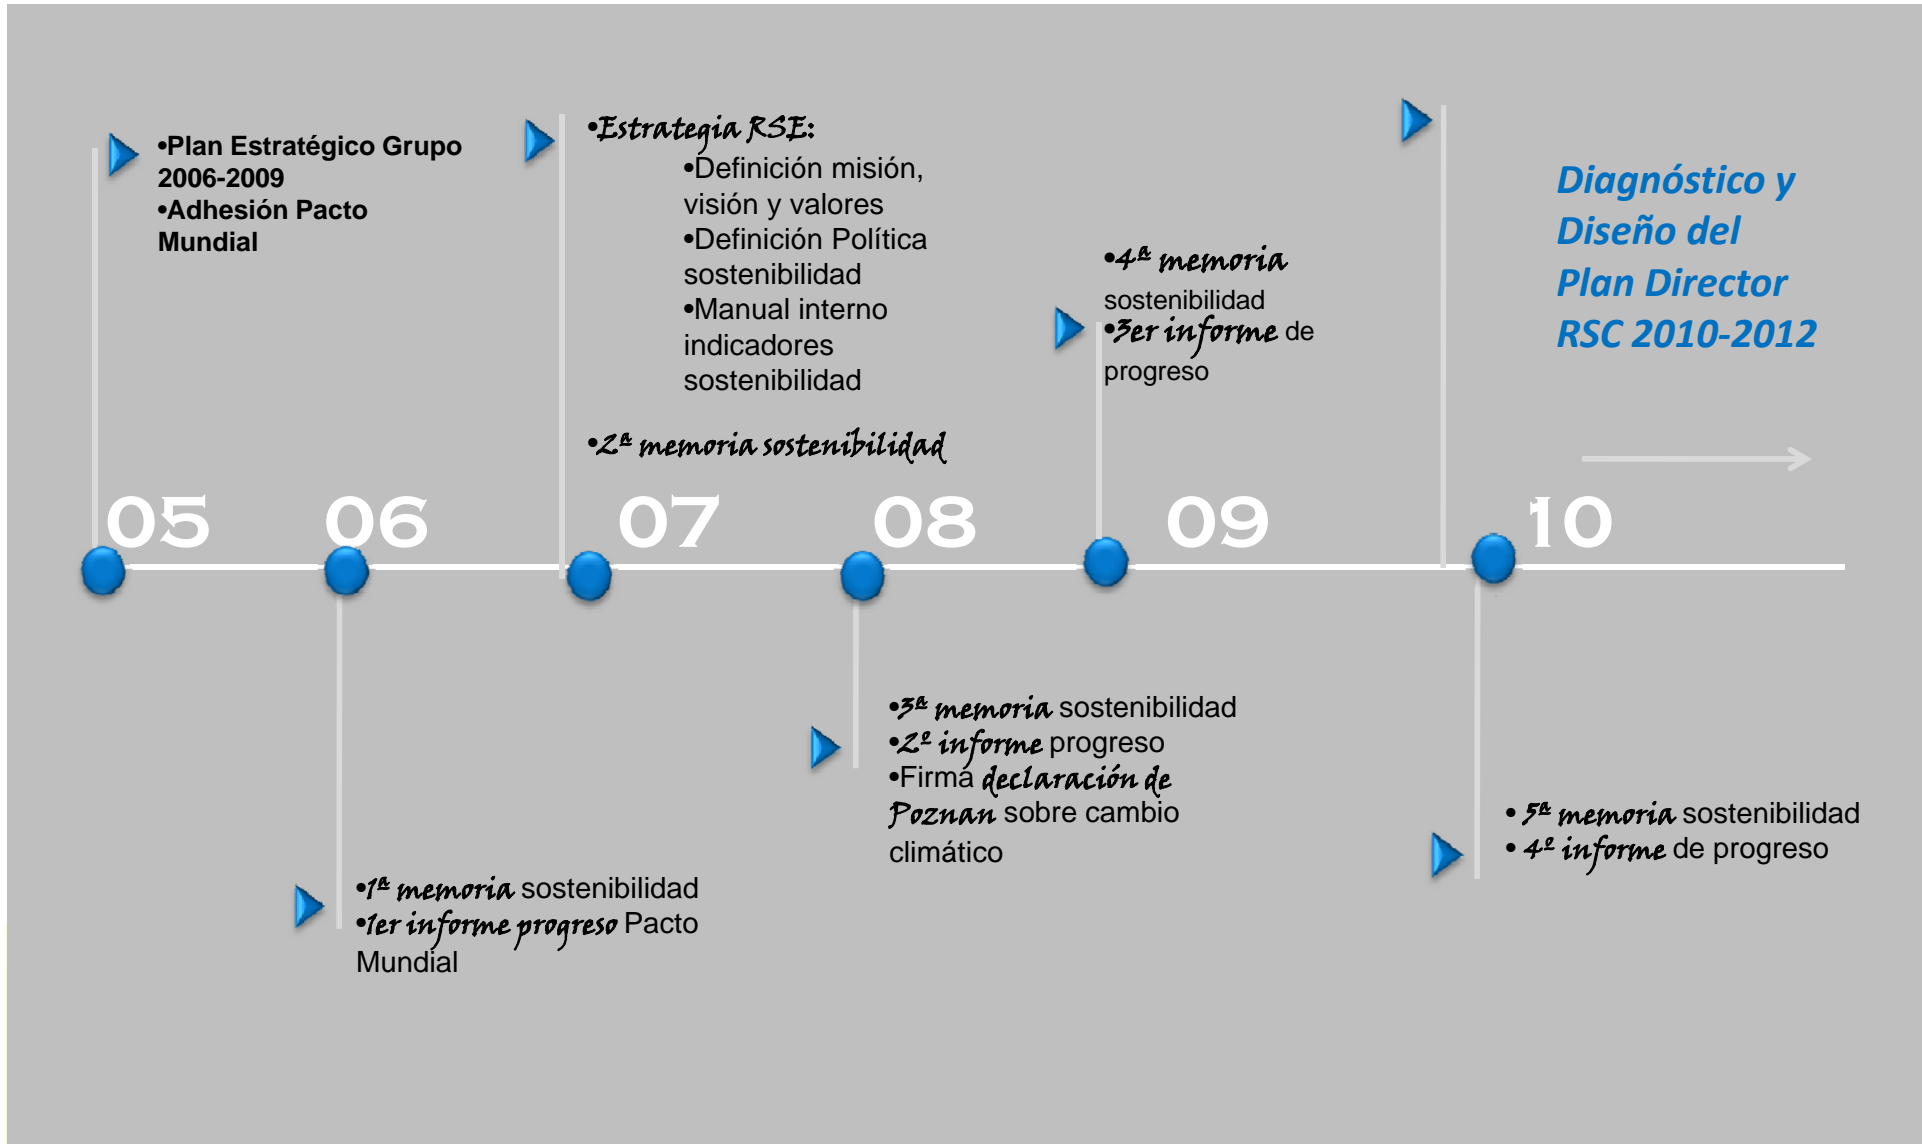 •Plan Estratégico Grupo
2006-2009
•Adhesión Pacto
Mundial
•Estrategia RSE:
•Definición misión,
visión y valores
•Definición Política
sostenibilidad
•Manual interno
indicadores
sostenibilidad
•2ª memoria sostenibilidad
•4ª memoria
sostenibilidad
•3er informe de
progreso
Diagnóstico y
Diseño del
Plan Director
RSC 2010-2012
05 06 07 08 09 10
•3ª memoria sostenibilidad
•2º informe progreso
•Firma declaración de
Poznan sobre cambio
climático
•1ª memoria sostenibilidad
•1er informe progreso Pacto
Mundial
• 5ª memoria sostenibilidad
• 4º informe de progreso